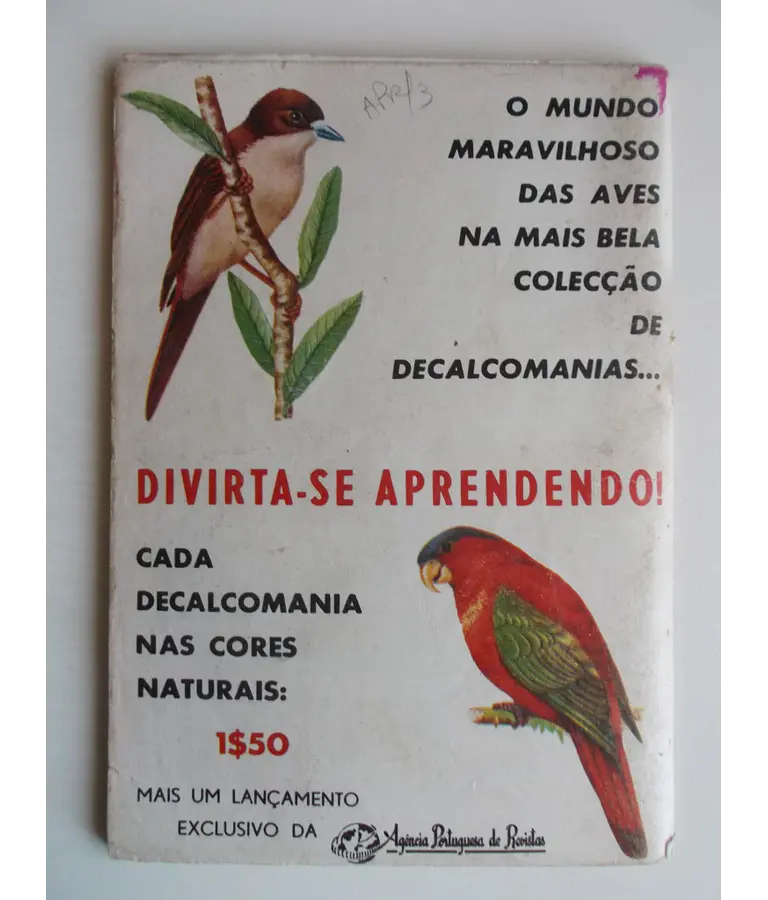 APR/3
O MUNDO
MARAVILHOSO
DAS AVES
NA MAIS BELA
COLECÇÃO
DE
DECALCOMANIAS...
DIVIRTA-SE APRENDENDO!
CADA
DECALCOMANIA
NAS CORES
NATURAIS:
1$50
MAIS UM LANÇAMENTO
EXCLUSIVO DA Agência Portuguesa de Revistas